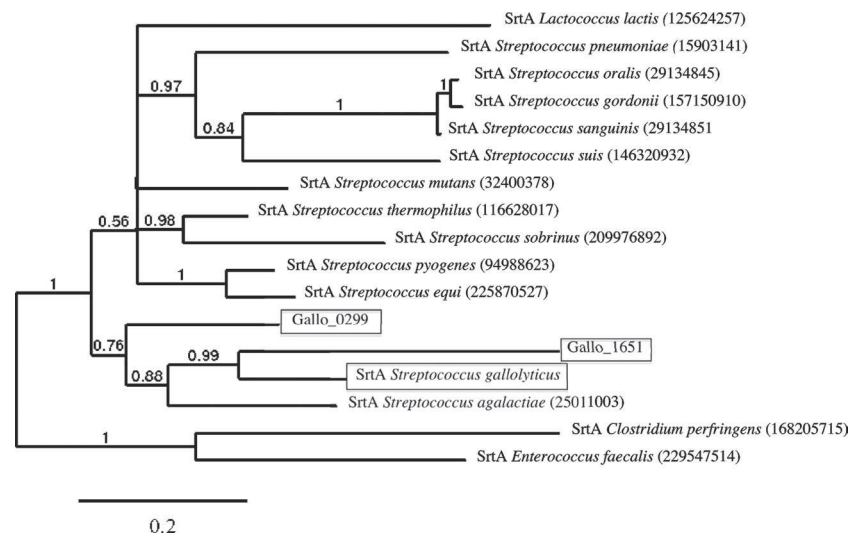 SrtA Lactococcus lactis (125624257)
SrtA Streptococcus pneumoniae (15903141)
0.97
SrtA Streptococcus oralis (29134845)
1
1
SrtA Streptococcus gordonii (157150910)
0.84
SrtA Streptococcus sanguinis (29134851
SrtA Streptococcus suis (146320932)
SrtA Streptococcus mutans (32400378)
SrtA Streptococcus thermophilus (116628017)
0.56
0.98
SrtA Streptococcus sobrinus (209976892)
SrtA Streptococcus pyogenes (94988623)
1
1
SrtA Streptococcus equi (225870527)
Gallo_0299
0.76
Gallo_1651
0.99
SrtA Streptococcus gallolyticus
0.88
SrtA Streptococcus agalactiae (25011003)
SrtA Clostridium perfringens (168205715)
1
SrtA Enterococcus faecalis (229547514)
0.2